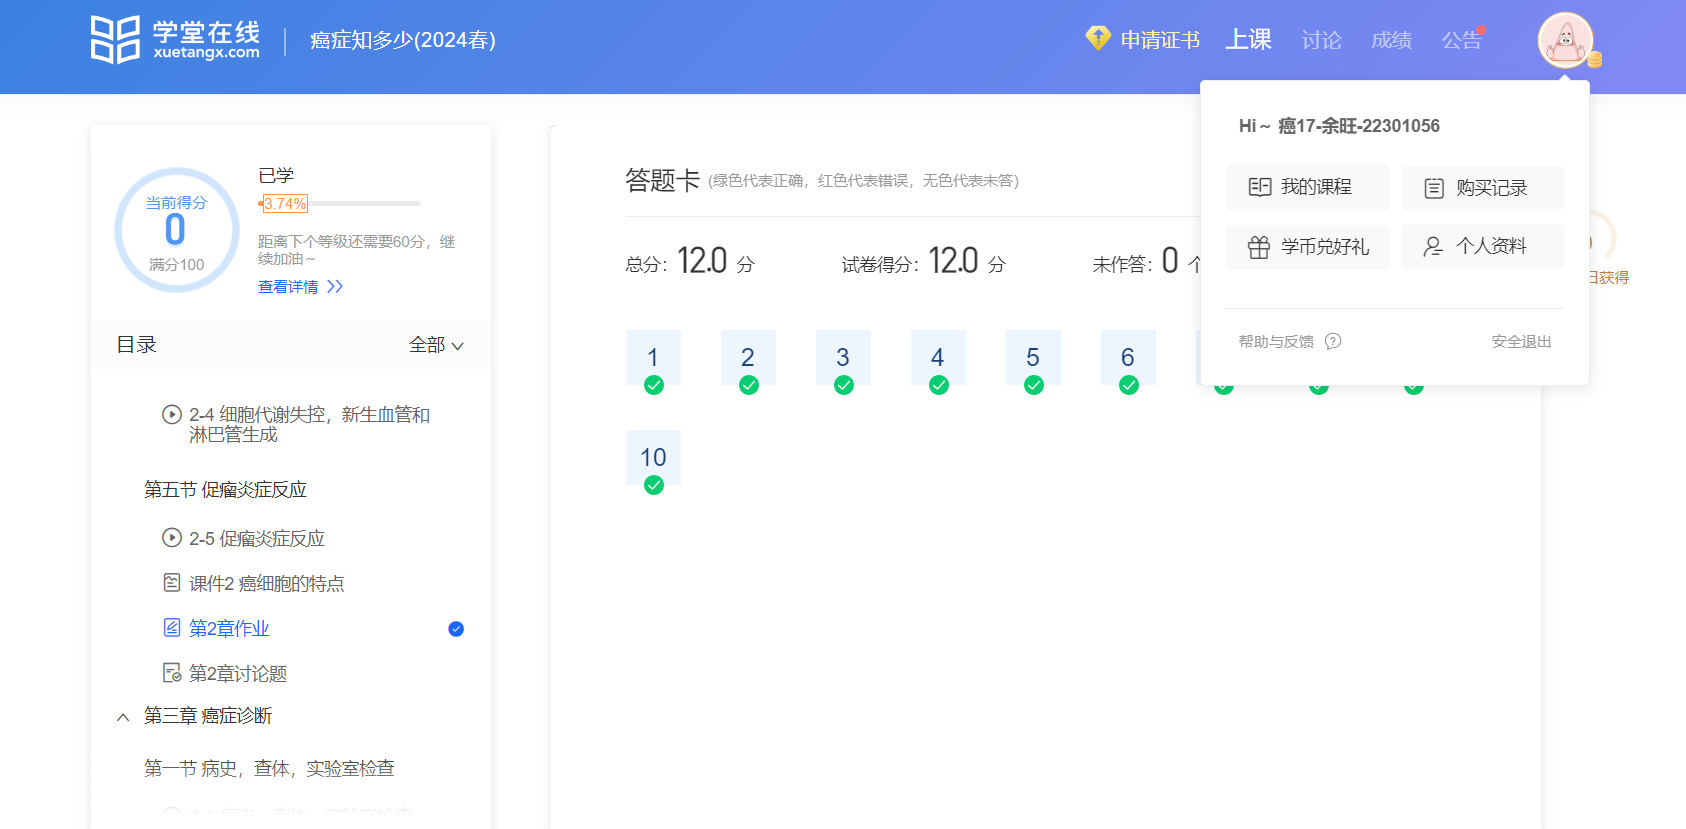 学堂在线
xuetangx.com
癌症知多少(2024春)
申请证书
上课
讨论
成绩
公告
Hi～ 癌17-余旺-22301056
我的课程
购买记录
学币兑好礼
个人资料
帮助与反馈
安全退出
日获得
当前得分
0
满分100
已学
3.74%
距离下个等级还需要60分，继
续加油～
查看详情
目录
全部
2-4 细胞代谢失控，新生血管和
淋巴管生成
第五节 促瘤炎症反应
2-5 促瘤炎症反应
课件2 癌细胞的特点
第2章作业
第2章讨论题
第三章 癌症诊断
第一节 病史，查体，实验室检查
答题卡 (绿色代表正确，红色代表错误，无色代表未答)
总分：12.0 分
试卷得分：12.0 分
未作答：0 个
1
2
3
4
5
6
10